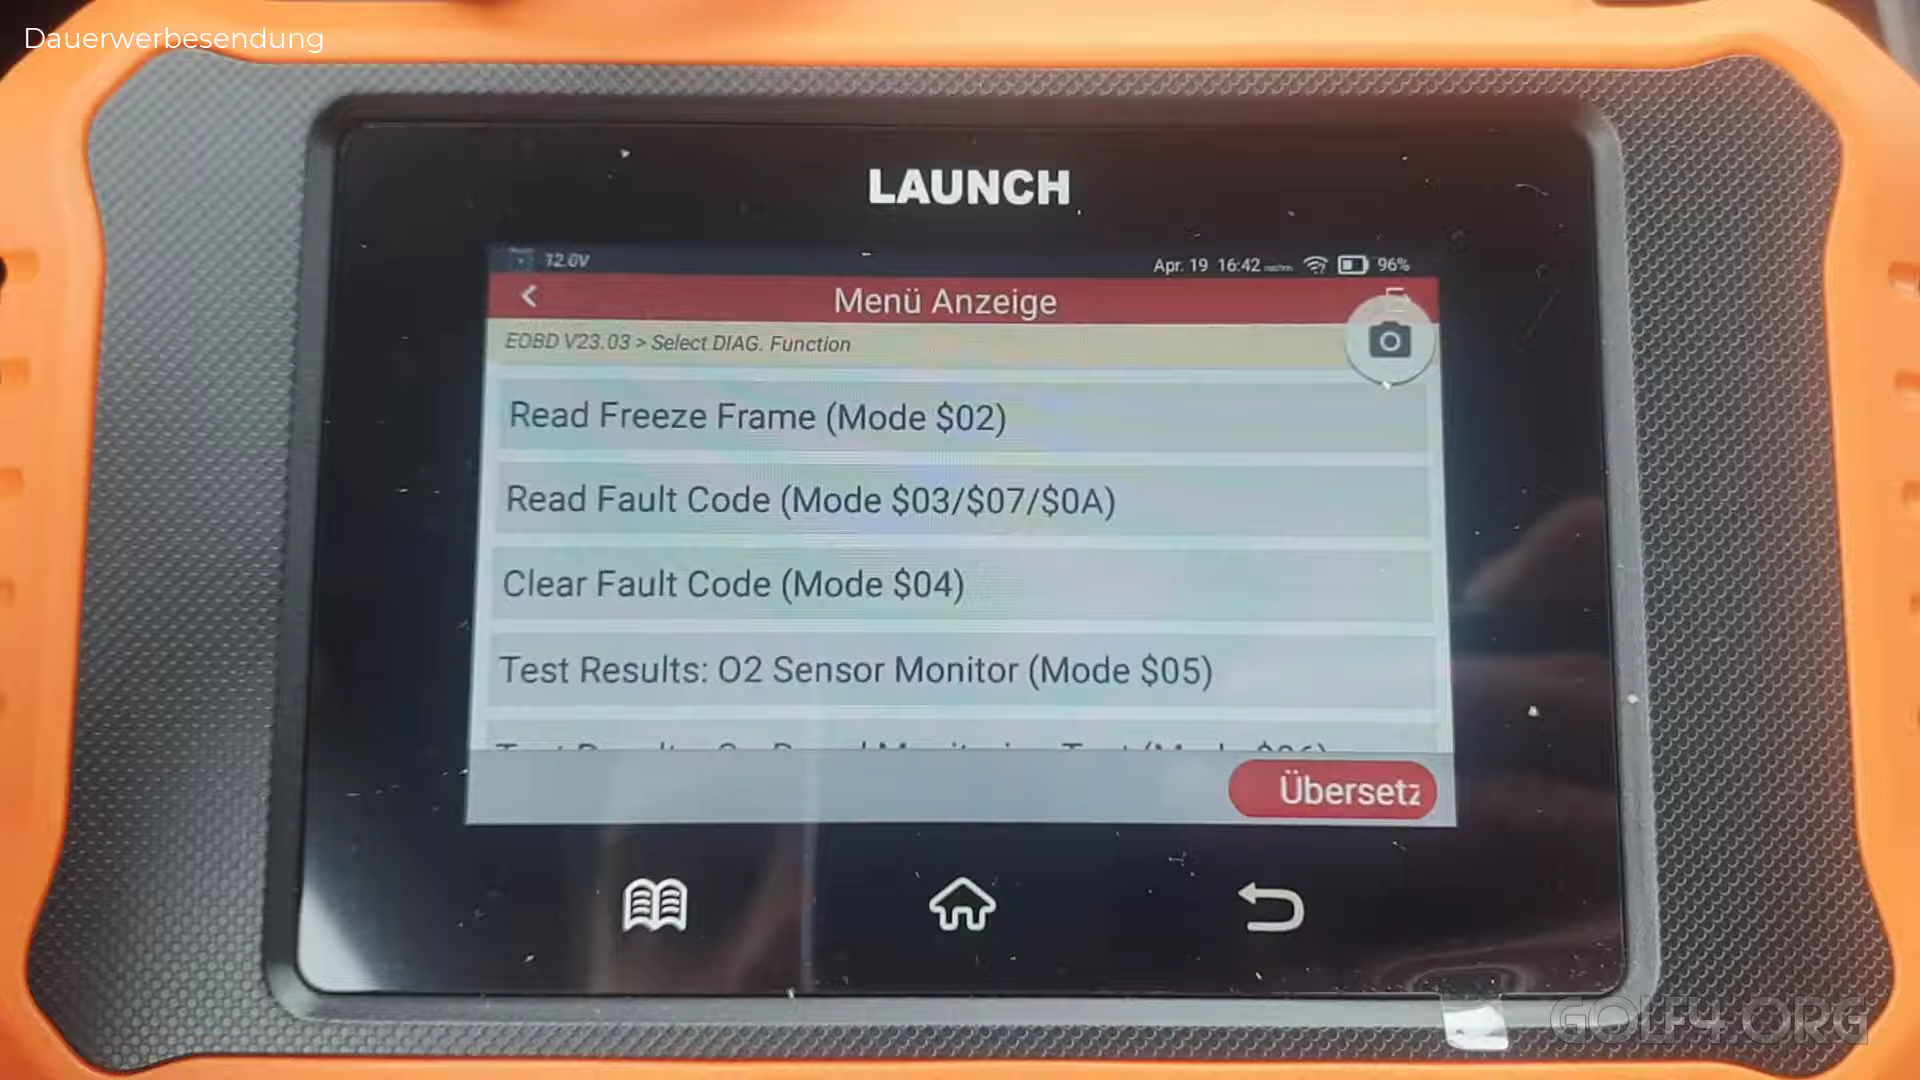 Dauerwerbesendung
LAUNCH
12.0V
Apr. 19 16:42 96%
Menü Anzeige
EOBD V23.03 > Select DIAG. Function
Read Freeze Frame (Mode $02)
Read Fault Code (Mode $03/$07/$0A)
Clear Fault Code (Mode $04)
Test Results: O2 Sensor Monitor (Mode $05)
Übersetz
GOLF4.ORG